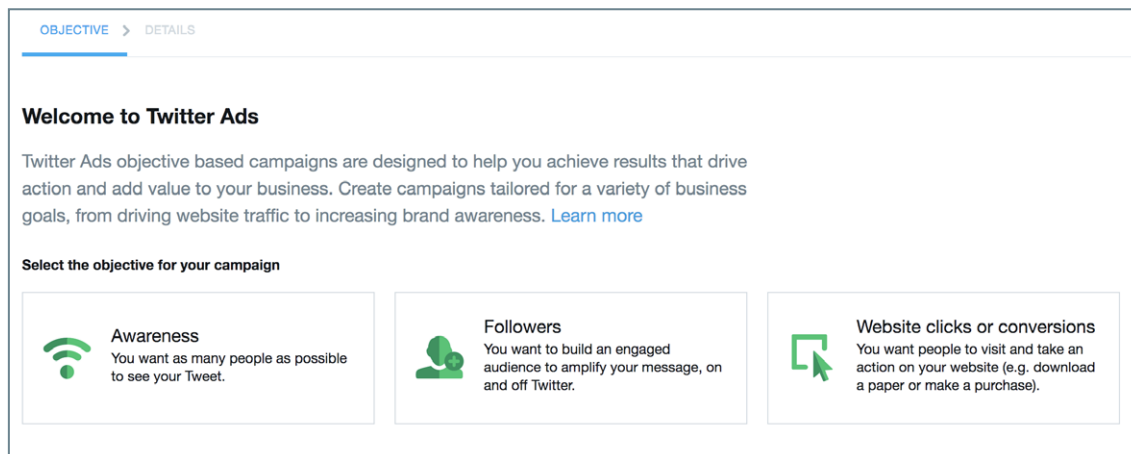 OBJECTIVE > DETAILS
Welcome to Twitter Ads
Twitter Ads objective based campaigns are designed to help you achieve results that drive
action and add value to your business. Create campaigns tailored for a variety of business
goals, from driving website traffic to increasing brand awareness. Learn more
Select the objective for your campaign
Awareness
You want as many people as possible
to see your Tweet.
Followers
You want to build an engaged
audience to amplify your message, on
and off Twitter.
Website clicks or conversions
You want people to visit and take an
action on your website (e.g. download
a paper or make a purchase).